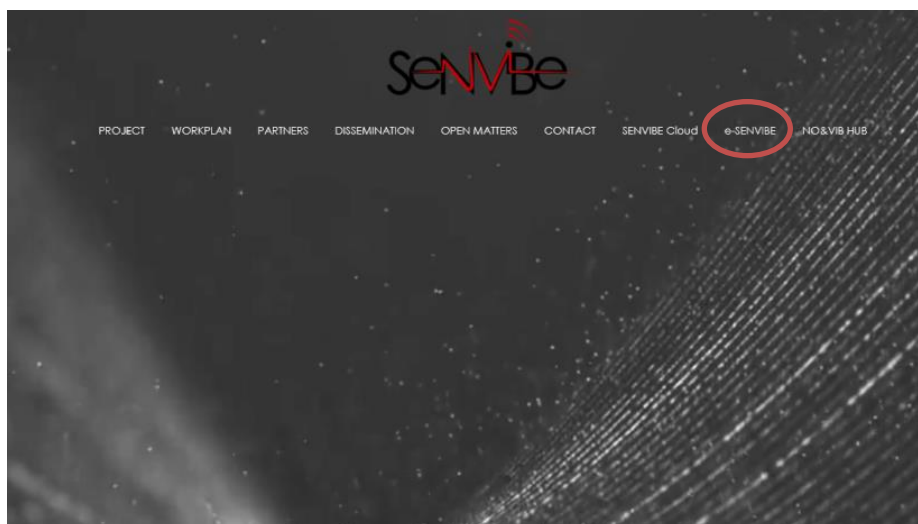 SeNViBe
PROJECT WORKPLAN PARTNERS DISSEMINATION OPEN MATTERS CONTACT SENVIBE Cloud e-SENVIBE NO&VIB HUB